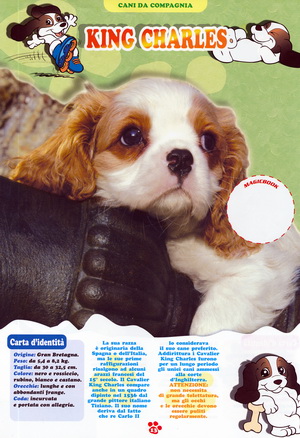 CANI DA COMPAGNIA
KING CHARLES
MAGICBOOK
Carta d'identità
Origine: Gran Bretagna.
Peso: da 5,4 a 8,2 kg.
Taglia: da 30 a 32,5 cm.
Colore: nero e rossiccio,
rubino, bianco e castano.
Orecchie: lunghe e con
abbondanti frange.
Coda: incurvata
e portata con allegria.
La sua razza
è originaria della
Spagna o dell'Italia,
ma le sue prime
raffigurazioni
risalgono ad alcuni
arazzi francesi del
15° secolo. Il Cavalier
King Charles compare
anche in un quadro
dipinto nel 1536 dal
grande pittore italiano
Tiziano. Il suo nome
deriva dal fatto
che re Carlo II
lo considerava
il suo cane preferito.
Addirittura i Cavalier
King Charles furono
per un lungo periodo
gli unici cani ammessi
alla corte
d'Inghilterra.
ATTENZIONE:
non necessita
di grande toelettatura,
ma gli occhi
e le orecchie devono
essere puliti
regolarmente.